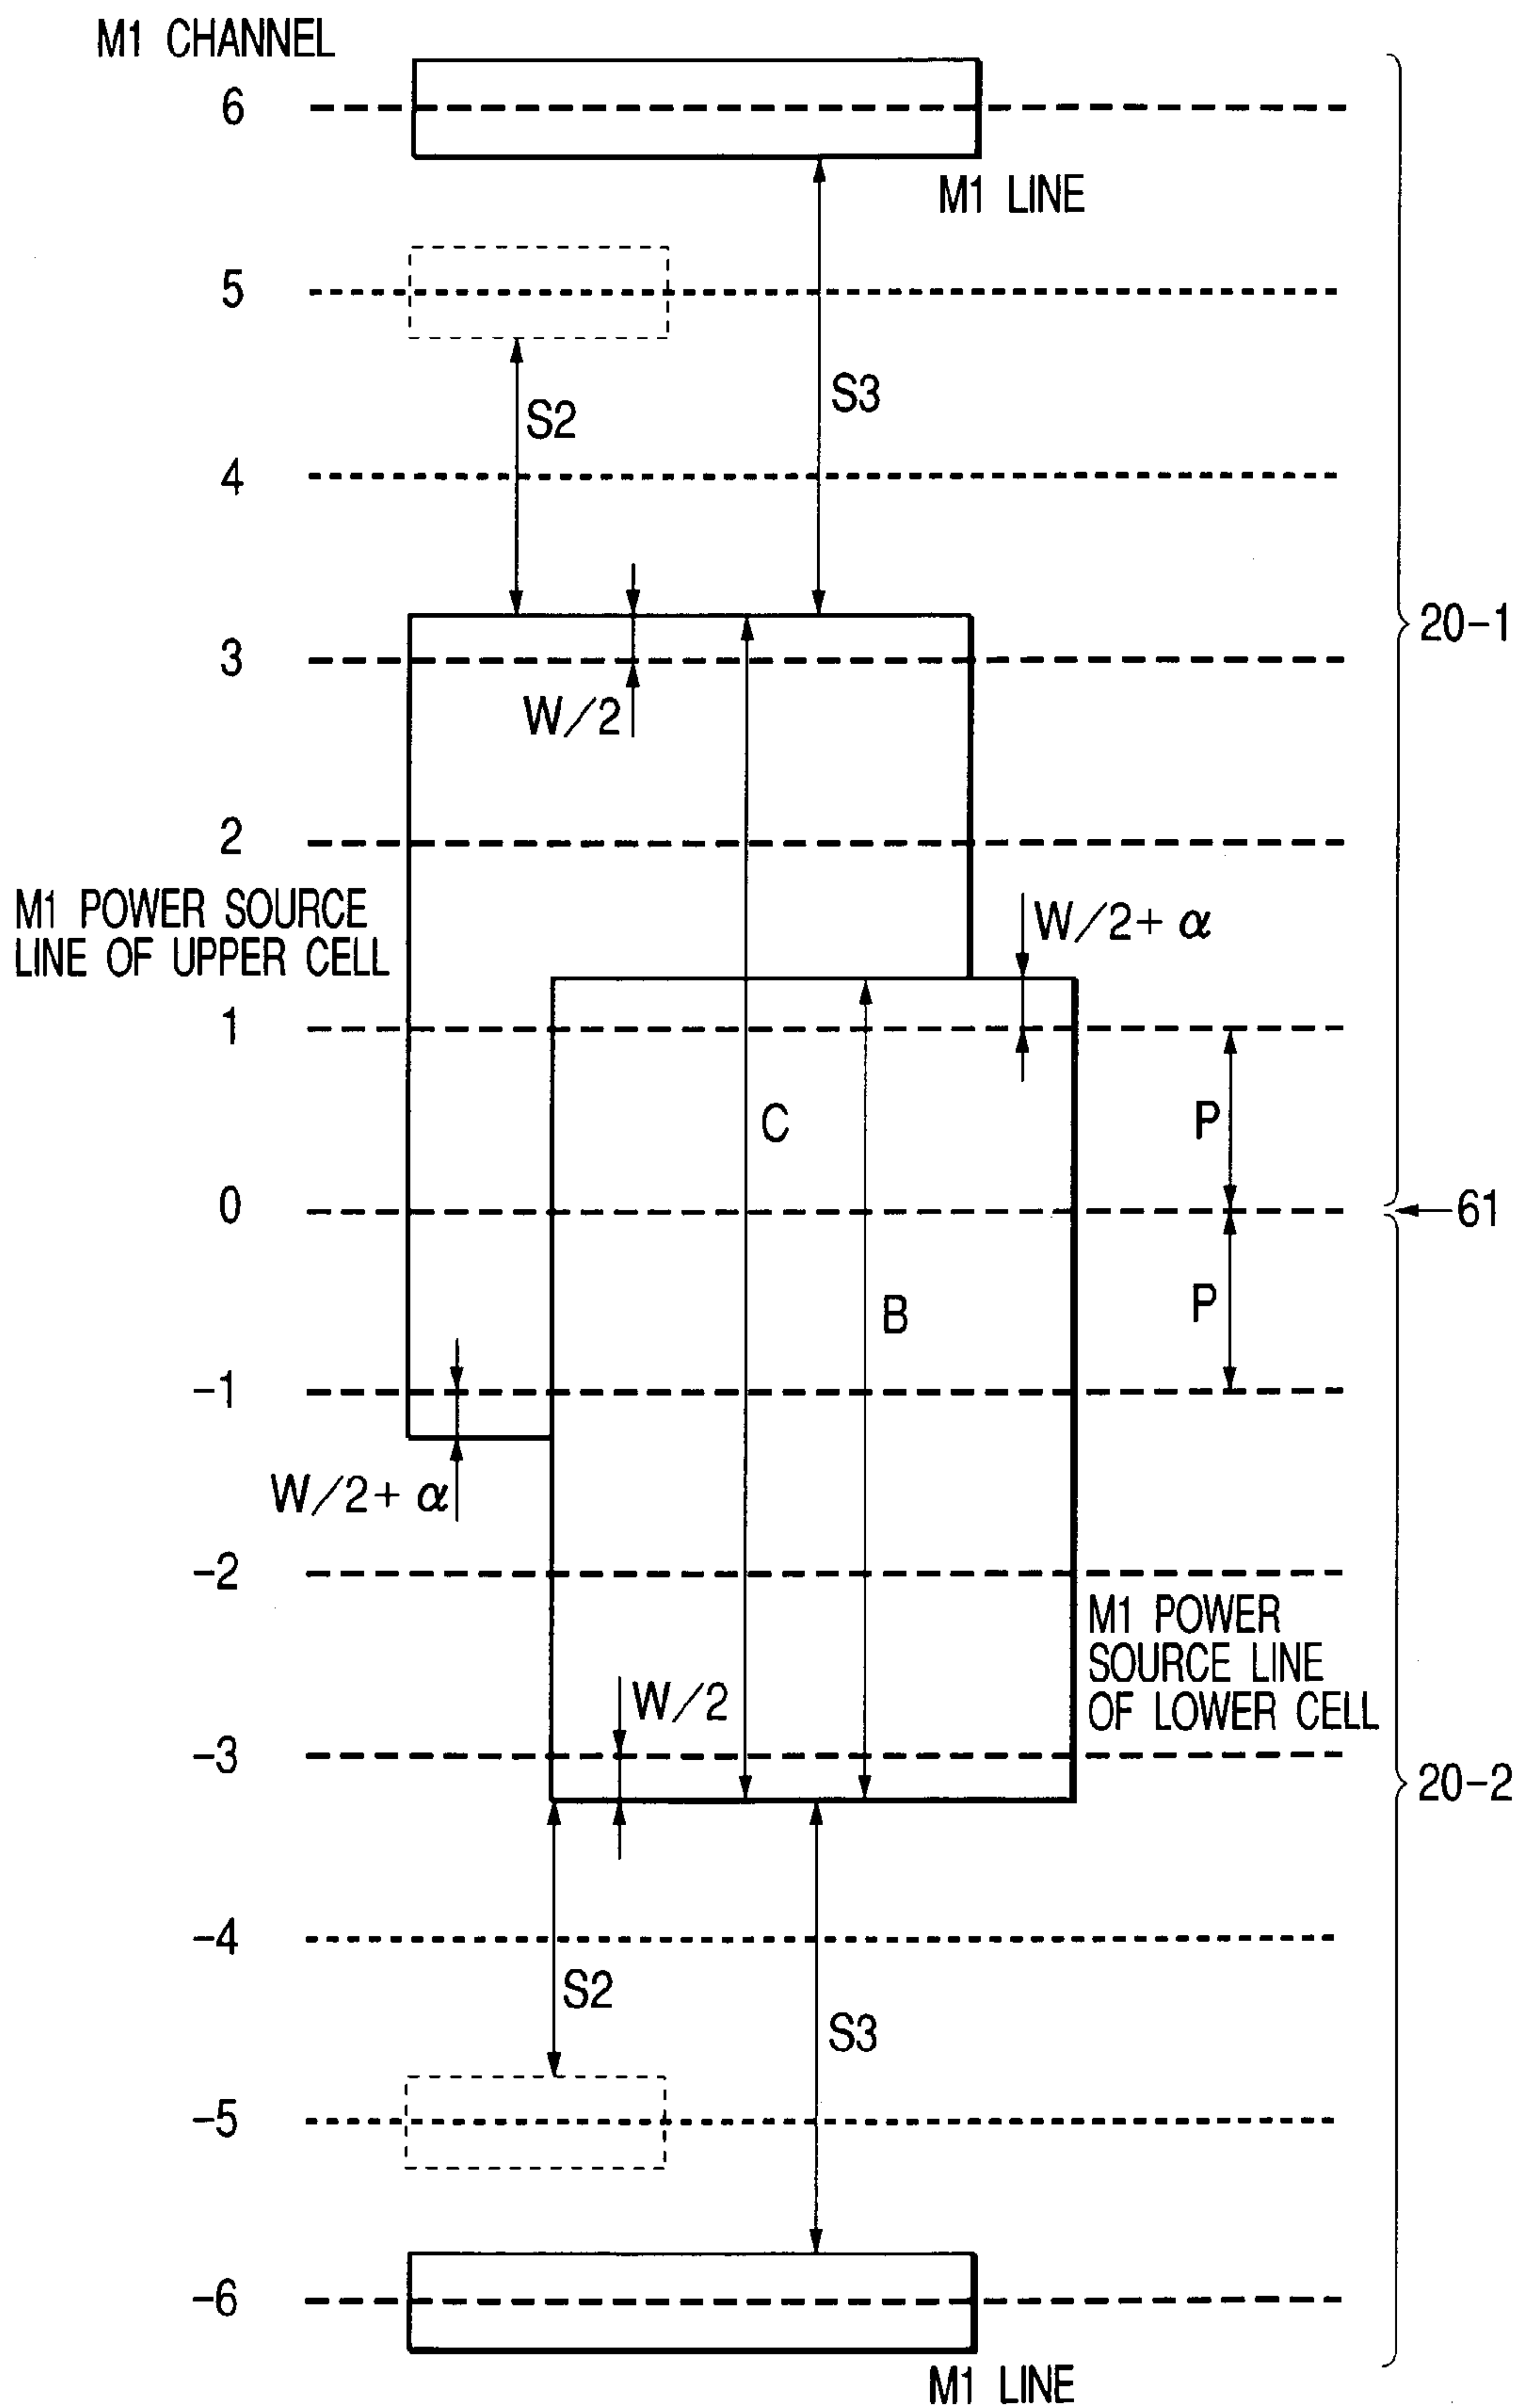 M1 CHANNEL
6
M1 LINE
5
S3
S2
4
20-1
3
W/2
2
M1 POWER SOURCE
LINE OF UPPER CELL
W/2+ α
1
C
P
0
61
B
P
-1
W/2+ α
-2
M1 POWER
SOURCE LINE
OF LOWER CELL
W/2
-3
20-2
-4
S2
S3
-5
-6
M1 LINE